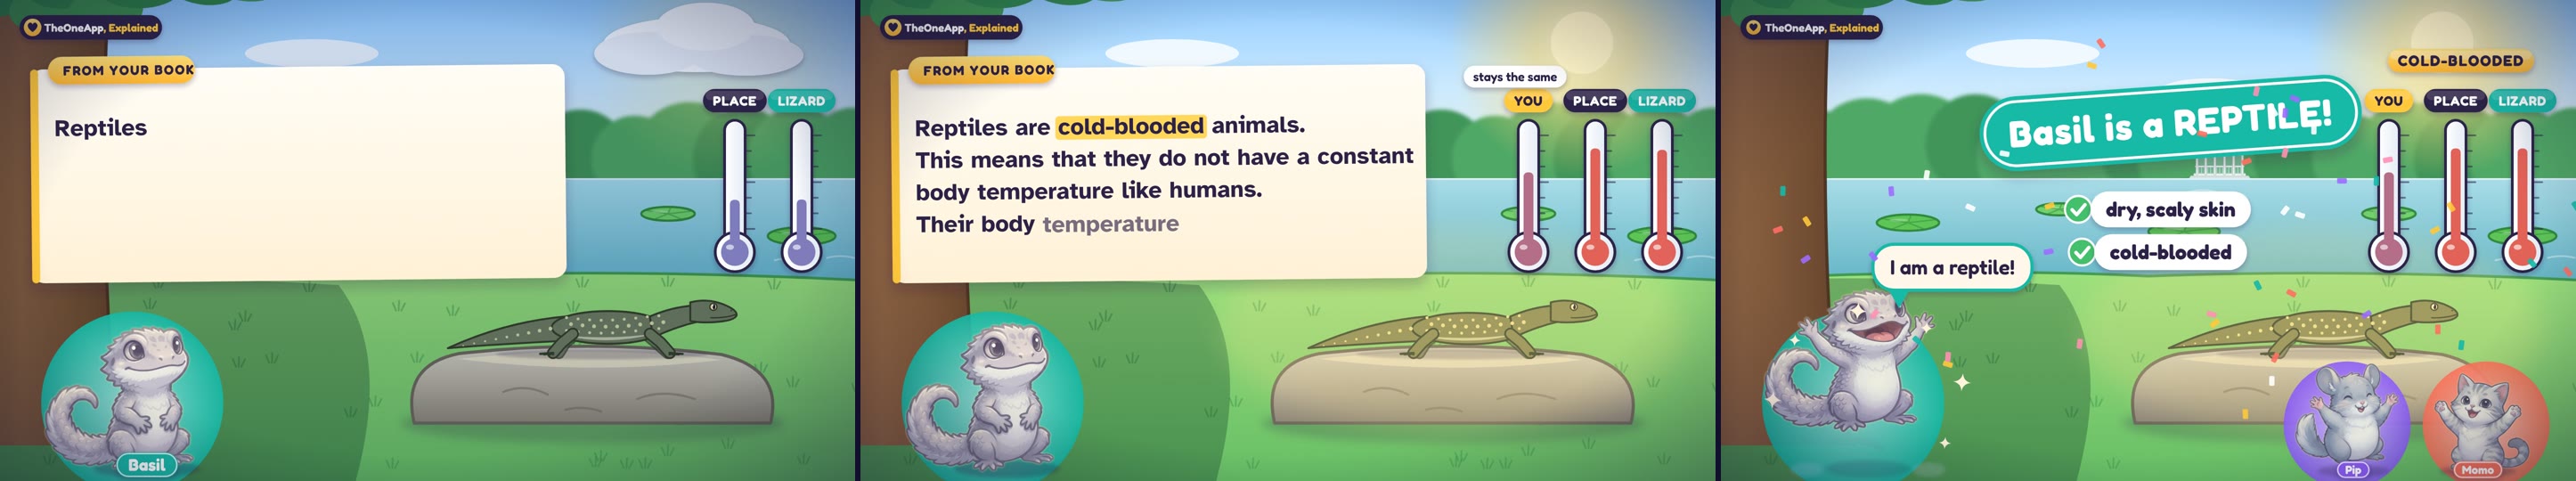 TheOneApp, Explained
FROM YOUR BOOK
Reptiles
PLACE LIZARD
Basil
TheOneApp, Explained
FROM YOUR BOOK
Reptiles are cold-blooded animals.
This means that they do not have a constant
body temperature like humans.
Their body temperature
stays the same
YOU PLACE LIZARD
TheOneApp, Explained
COLD-BLOODED
YOU PLACE LIZARD
Basil is a REPTILE!
dry, scaly skin
cold-blooded
I am a reptile!
Pip
Momo